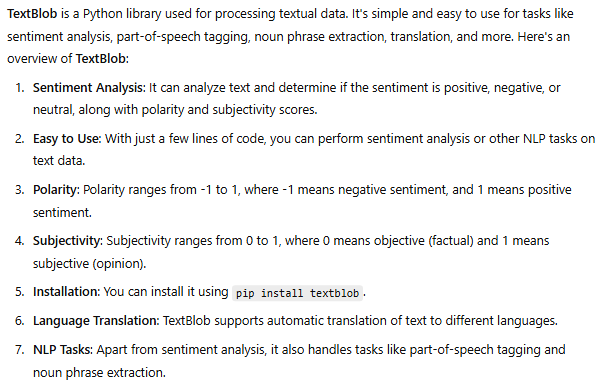 TextBlob is a Python library used for processing textual data. It's simple and easy to use for tasks like
sentiment analysis, part-of-speech tagging, noun phrase extraction, translation, and more. Here's an
overview of TextBlob:
1. Sentiment Analysis: It can analyze text and determine if the sentiment is positive, negative, or
neutral, along with polarity and subjectivity scores.
2. Easy to Use: With just a few lines of code, you can perform sentiment analysis or other NLP tasks on
text data.
3. Polarity: Polarity ranges from -1 to 1, where -1 means negative sentiment, and 1 means positive
sentiment.
4. Subjectivity: Subjectivity ranges from 0 to 1, where 0 means objective (factual) and 1 means
subjective (opinion).
5. Installation: You can install it using pip install textblob.
6. Language Translation: TextBlob supports automatic translation of text to different languages.
7. NLP Tasks: Apart from sentiment analysis, it also handles tasks like part-of-speech tagging and
noun phrase extraction.